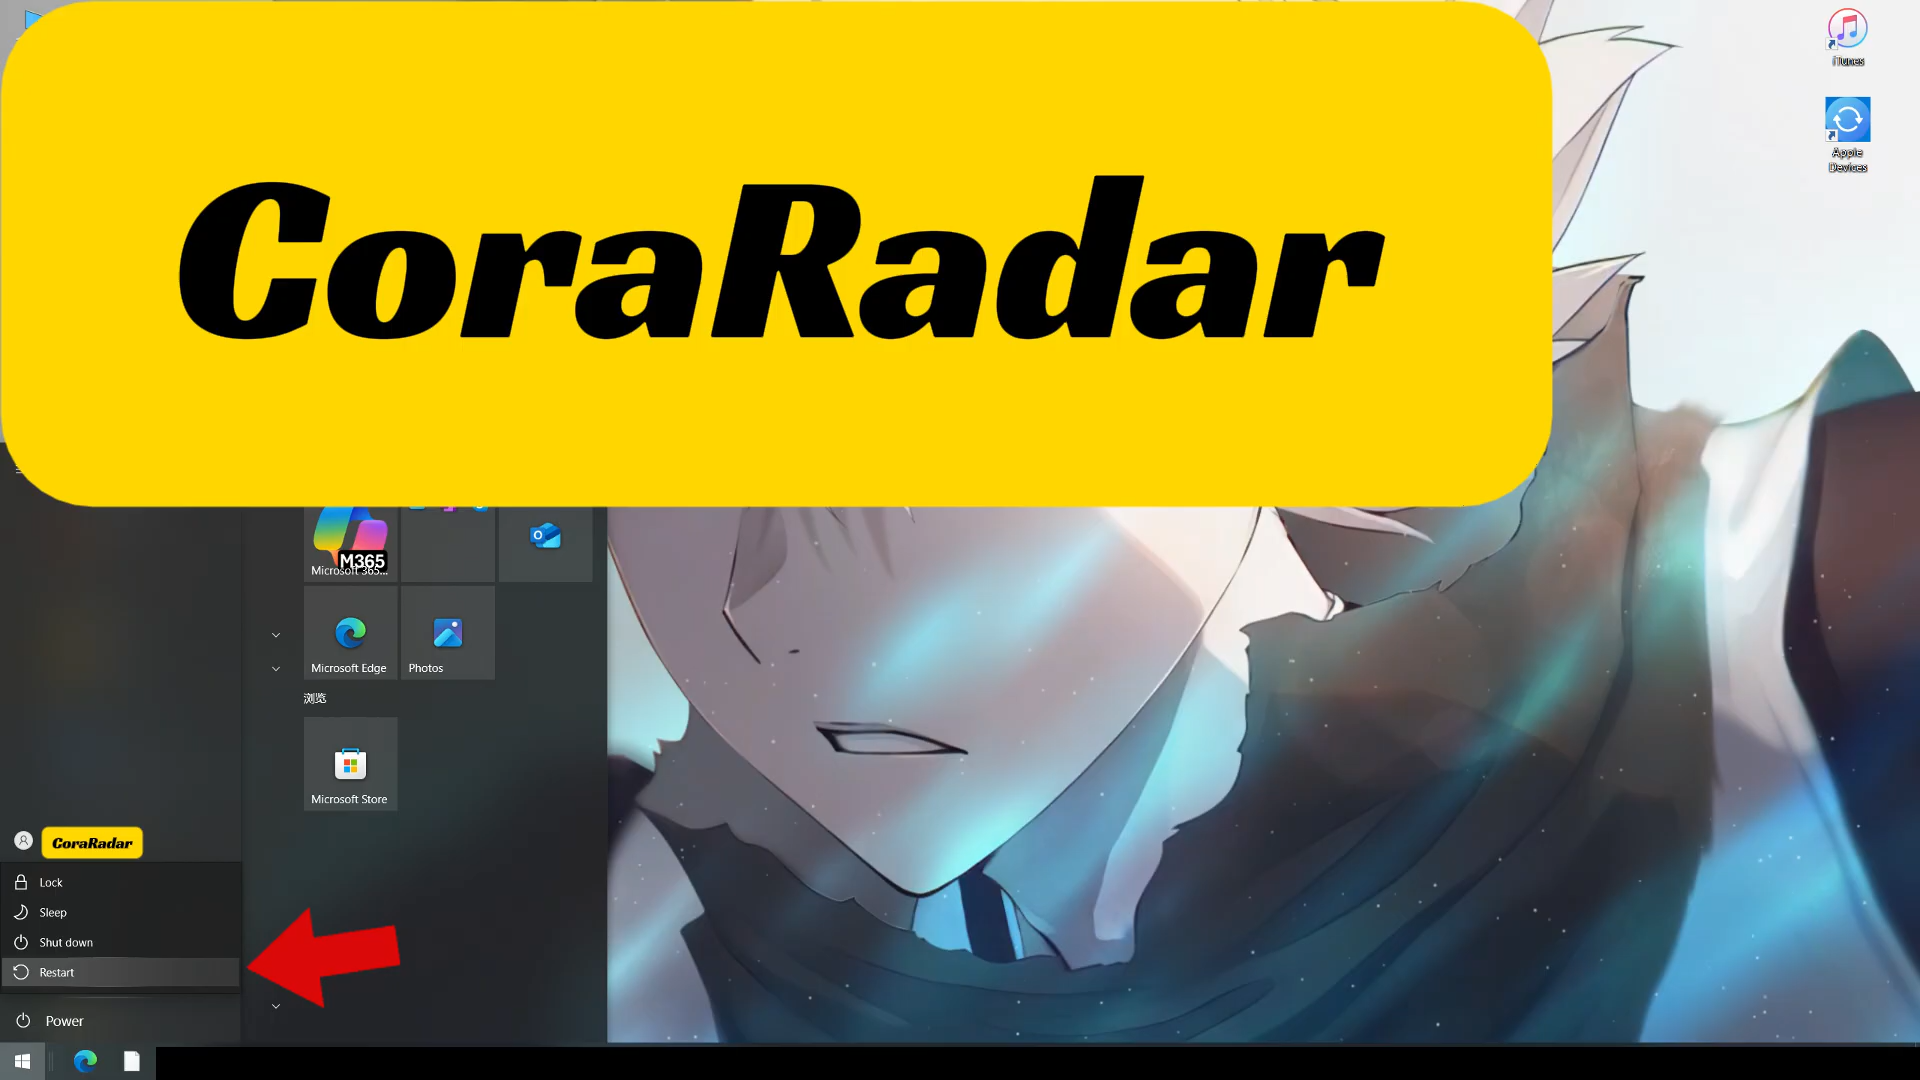 CoraRadar
iTunes
Apple
Devices
M365
Microsoft 365...
Microsoft Edge
Photos
浏览
Microsoft Store
CoraRadar
Lock
Sleep
Shut down
Restart
Power